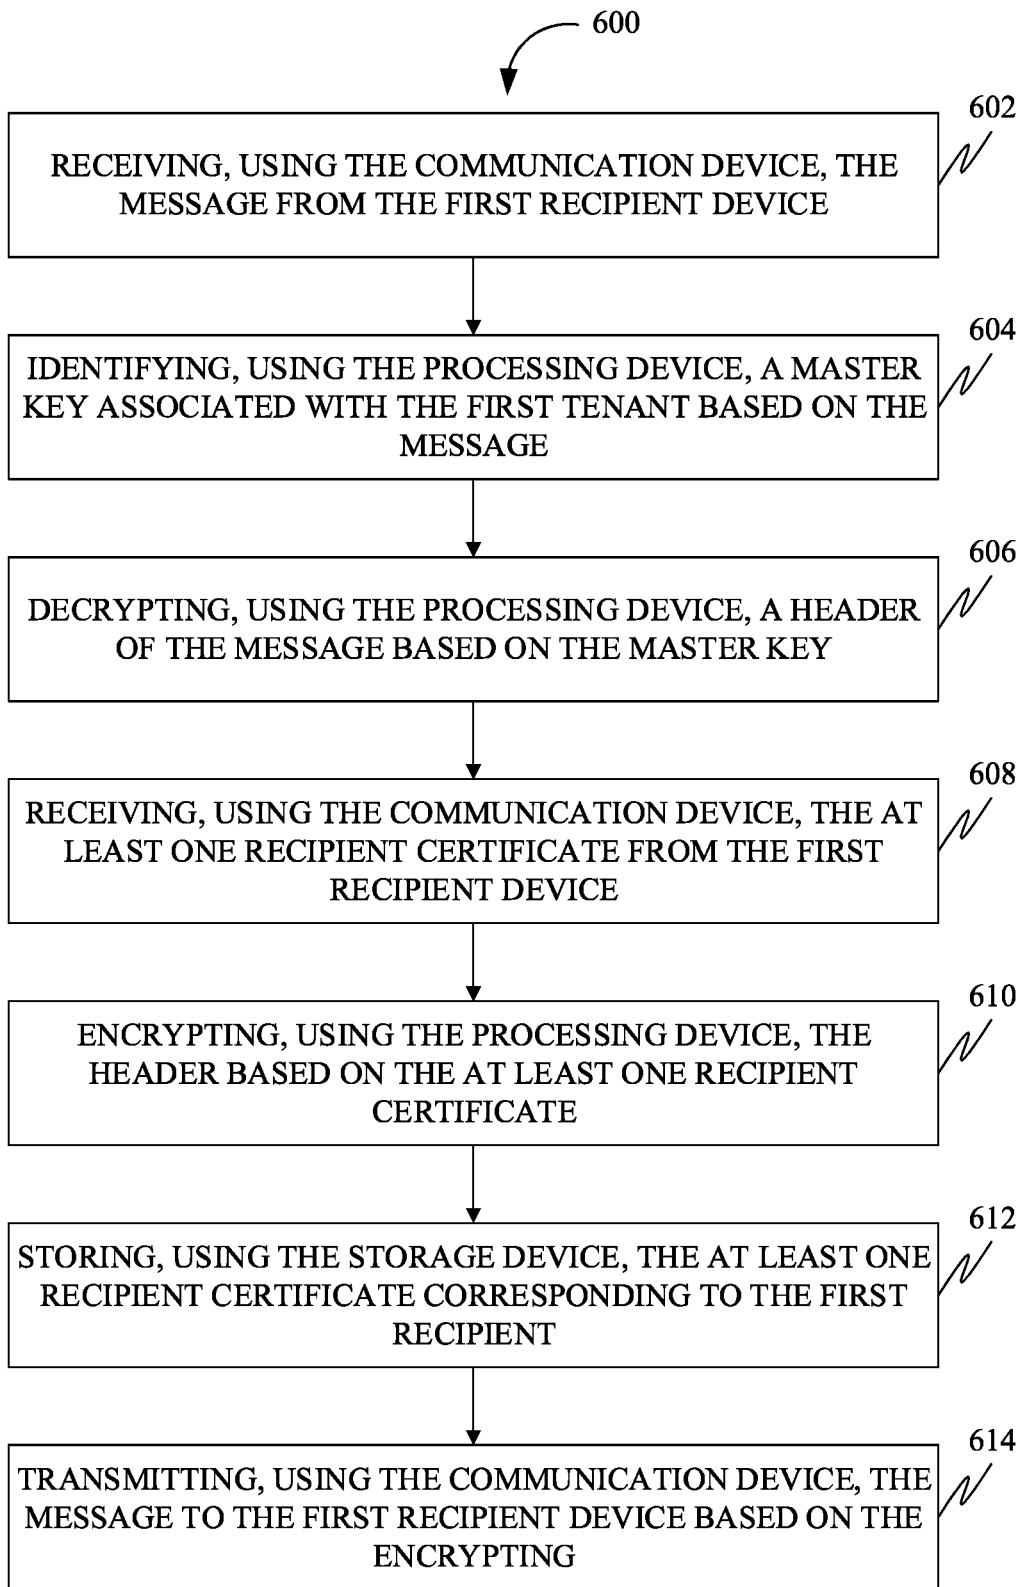 600
602
RECEIVING, USING THE COMMUNICATION DEVICE, THE
MESSAGE FROM THE FIRST RECIPIENT DEVICE
604
IDENTIFYING, USING THE PROCESSING DEVICE, A MASTER
KEY ASSOCIATED WITH THE FIRST TENANT BASED ON THE
MESSAGE
606
DECRYPTING, USING THE PROCESSING DEVICE, A HEADER
OF THE MESSAGE BASED ON THE MASTER KEY
608
RECEIVING, USING THE COMMUNICATION DEVICE, THE AT
LEAST ONE RECIPIENT CERTIFICATE FROM THE FIRST
RECIPIENT DEVICE
610
ENCRYPTING, USING THE PROCESSING DEVICE, THE
HEADER BASED ON THE AT LEAST ONE RECIPIENT
CERTIFICATE
612
STORING, USING THE STORAGE DEVICE, THE AT LEAST ONE
RECIPIENT CERTIFICATE CORRESPONDING TO THE FIRST
RECIPIENT
614
TRANSMITTING, USING THE COMMUNICATION DEVICE, THE
MESSAGE TO THE FIRST RECIPIENT DEVICE BASED ON THE
ENCRYPTING